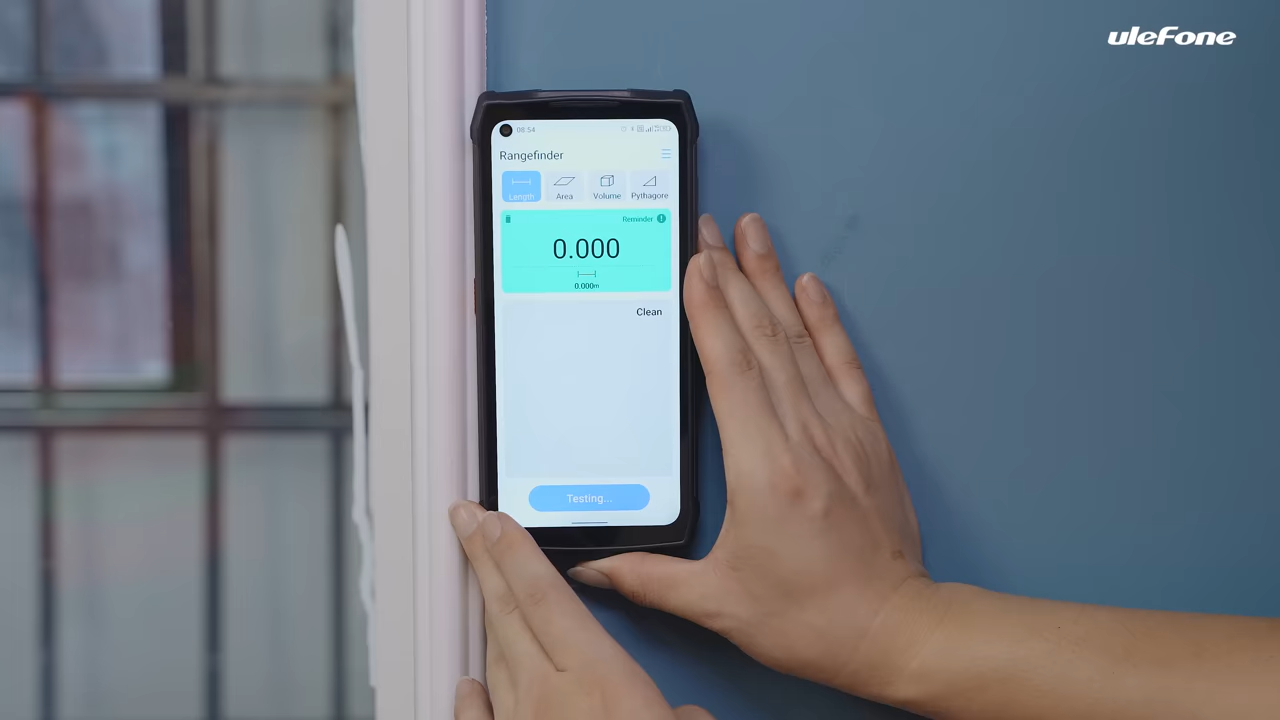 uleFone
08:54
Rangefinder
Length Area Volume Pythagore
Reminder
0.000
0.000m
Clean
Testing...